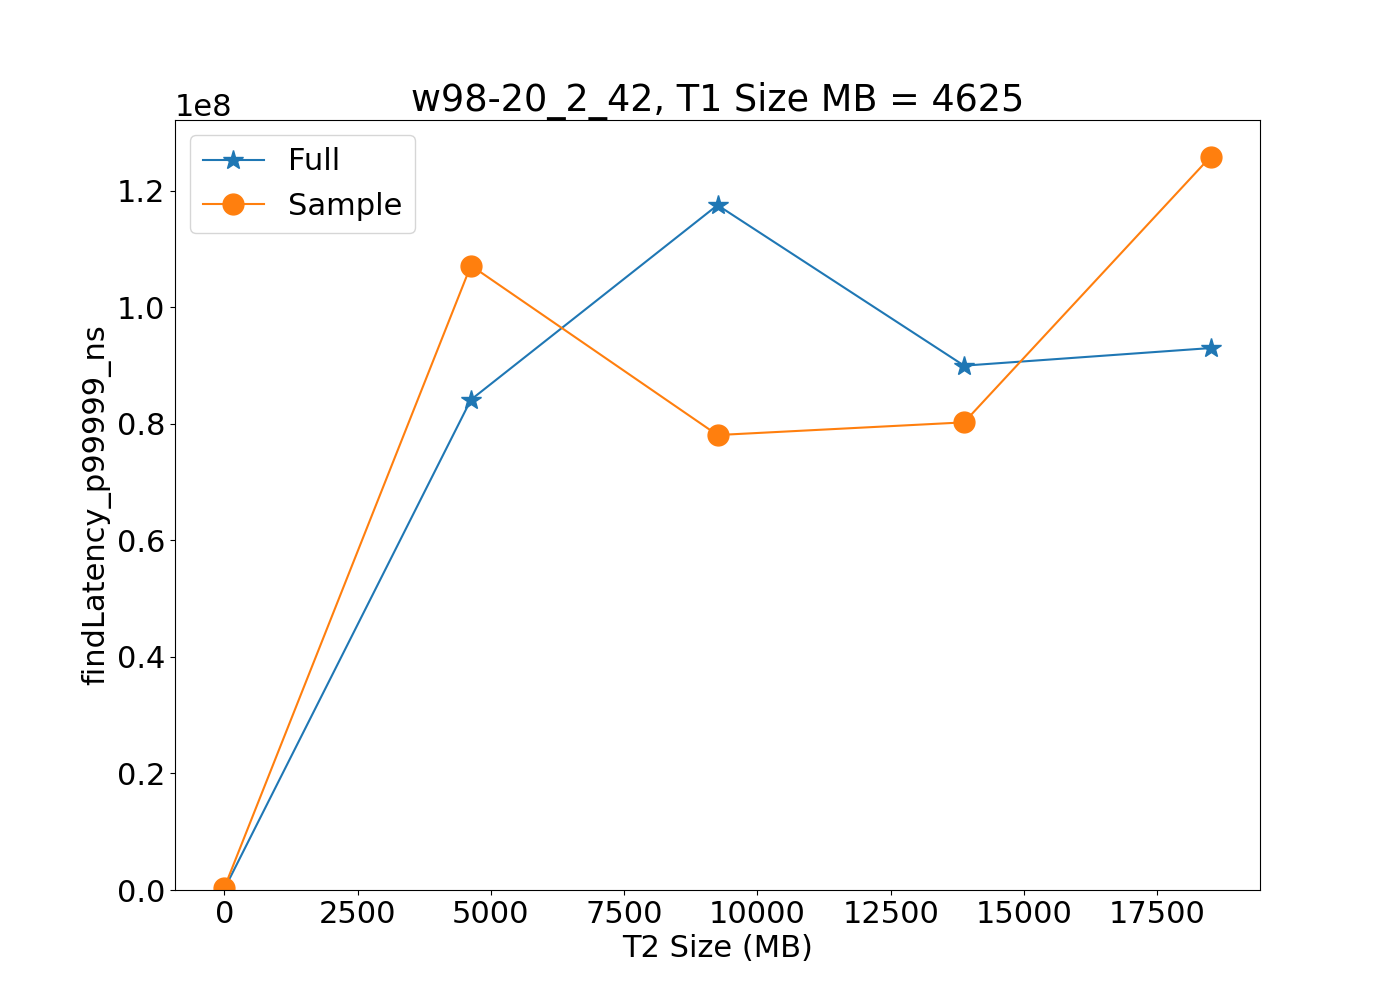 w98-20_2_42, T1 Size MB = 4625
1e8
Full
Sample
1.2
1.0
0.8
0.6
0.4
0.2
0.0
findLatency_p99999_ns
0 2500 5000 7500 10000 12500 15000 17500
T2 Size (MB)